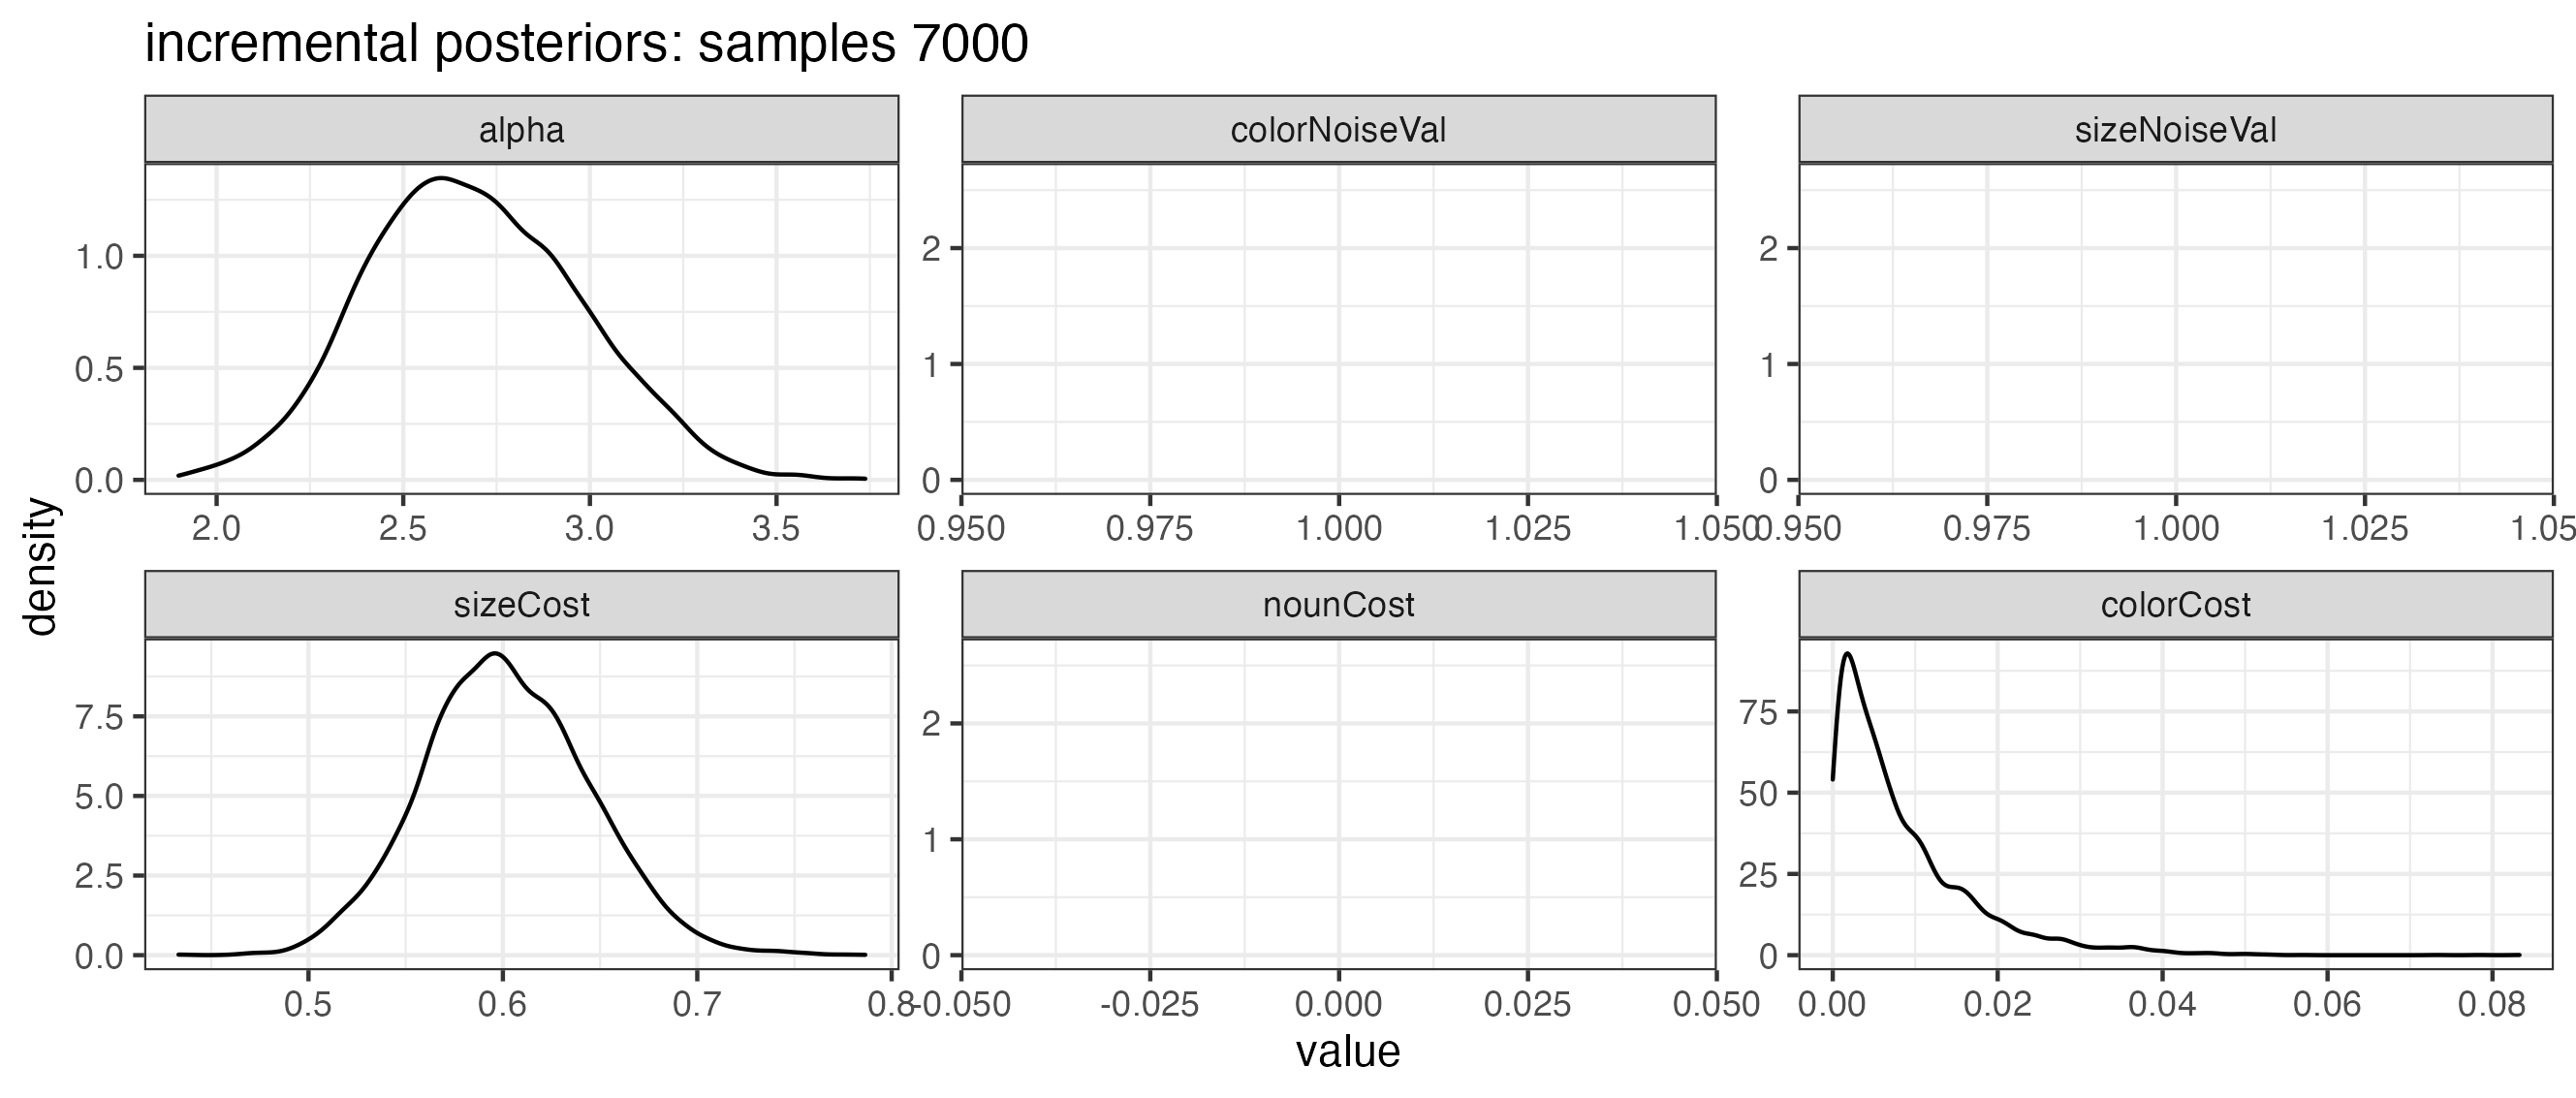 incremental posteriors: samples 7000
alpha
colorNoiseVal
sizeNoiseVal
1.0
0.5
0.0
2
1
0
2
1
0
2.0 2.5 3.0 3.5
0.950 0.975 1.000 1.025 1.050
0.950 0.975 1.000 1.025 1.05
density
sizeCost
nounCost
colorCost
7.5
5.0
2.5
0.0
2
1
0
75
50
25
0
0.5 0.6 0.7 0.8
-0.050 -0.025 0.000 0.025 0.050
0.00 0.02 0.04 0.06 0.08
value